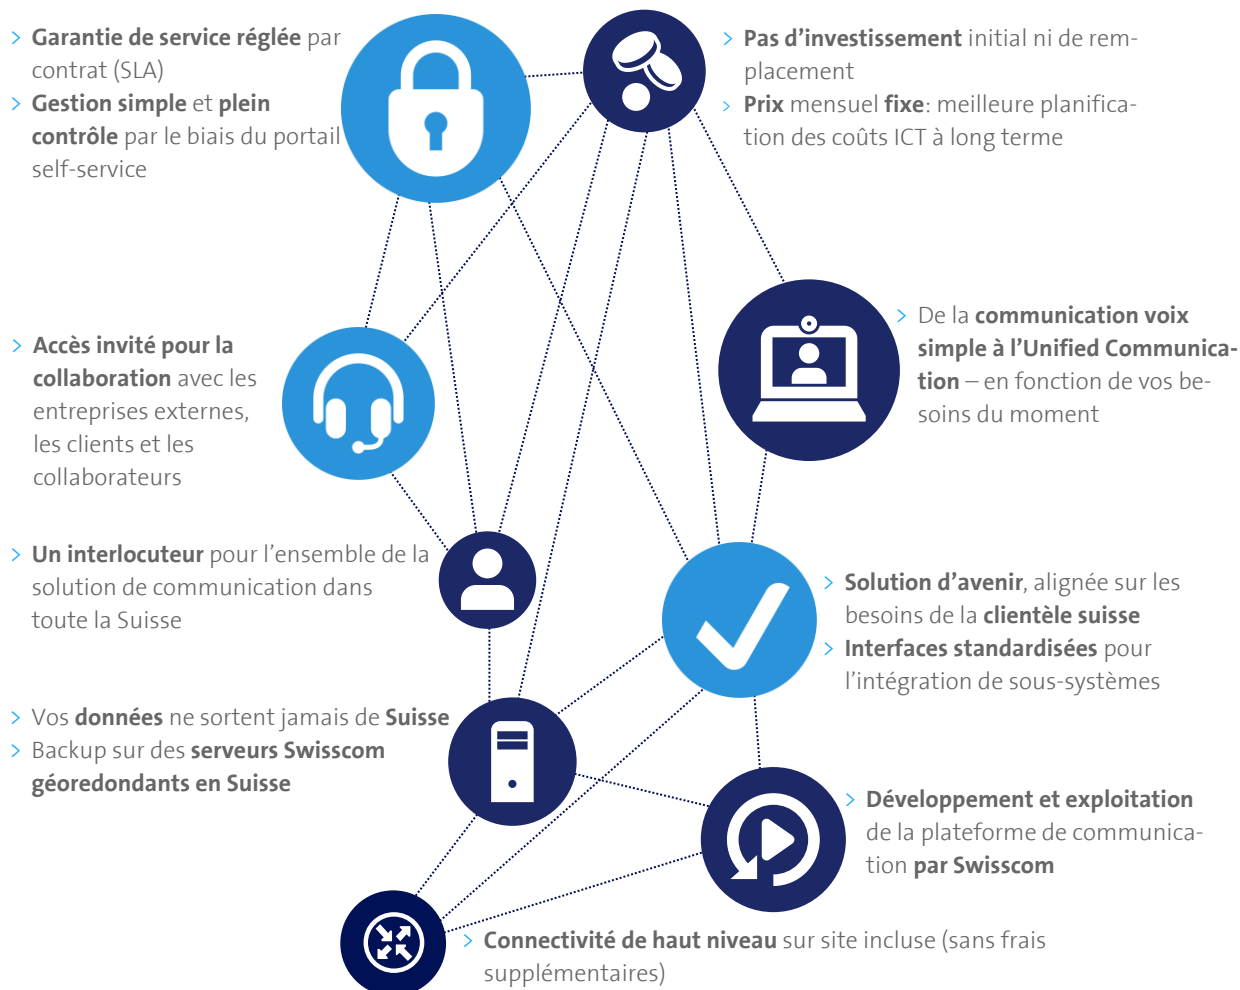 > Garantie de service réglée par
contrat (SLA)
> Gestion simple et plein
contrôle par le biais du portail
self-service
> Pas d’investissement initial ni de rem-
placement
> Prix mensuel fixe: meilleure planifica-
tion des coûts ICT à long terme
> De la communication voix
simple à l’Unified Communica-
tion – en fonction de vos be-
soins du moment
> Accès invité pour la
collaboration avec les
entreprises externes,
les clients et les
collaborateurs
> Un interlocuteur pour l’ensemble de la
solution de communication dans
toute la Suisse
> Solution d’avenir, alignée sur les
besoins de la clientèle suisse
> Interfaces standardisées pour
l’intégration de sous-systèmes
> Vos données ne sortent jamais de Suisse
> Backup sur des serveurs Swisscom
géoredondants en Suisse
> Développement et exploitation
de la plateforme de communica-
tion par Swisscom
> Connectivité de haut niveau sur site incluse (sans frais
supplémentaires)